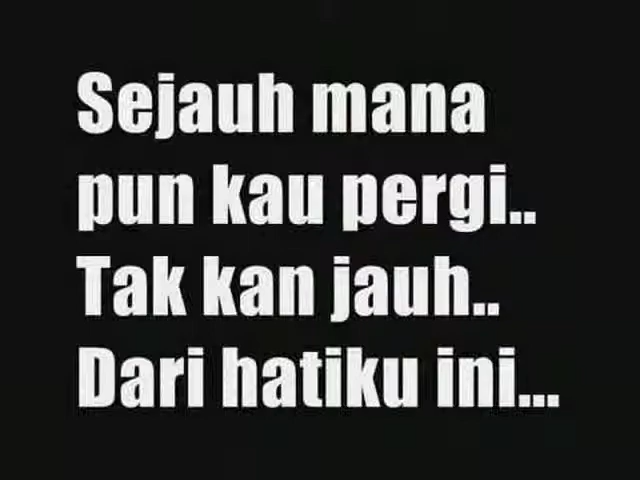 Sejauh mana
pun kau pergi..
Tak kan jauh..
Dari hatiku ini...